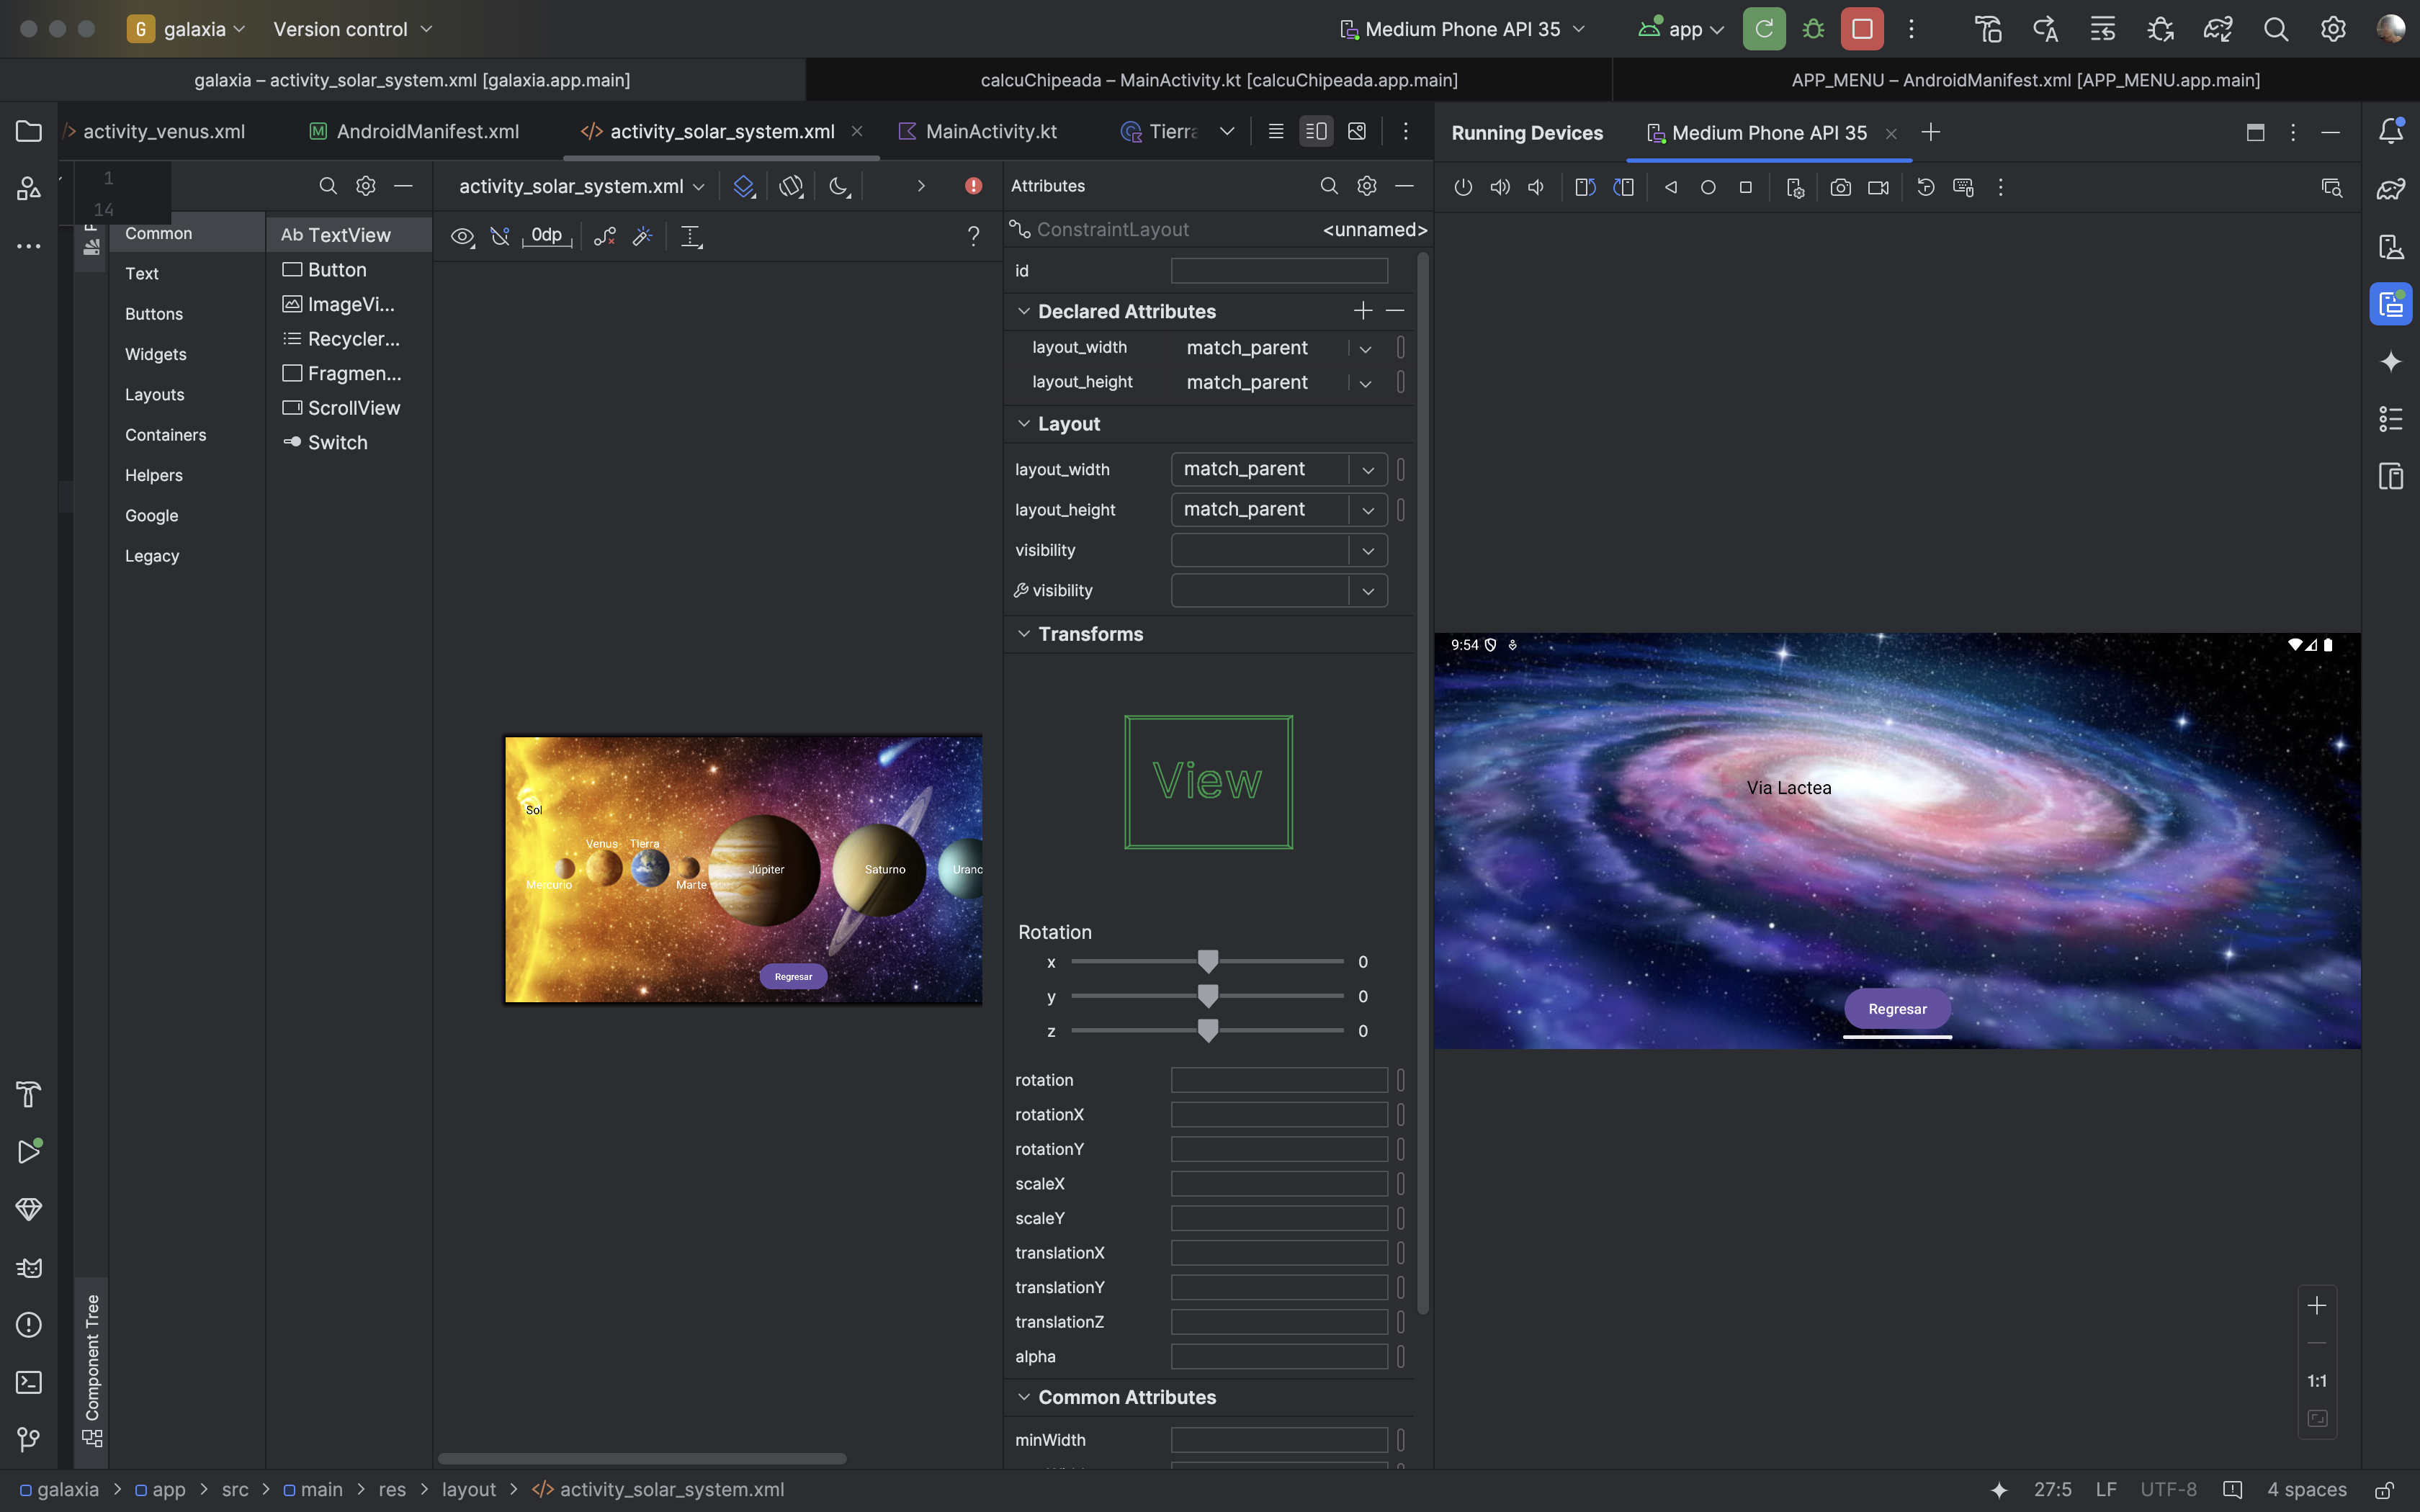 G galaxia Version control Medium Phone API 35 app
galaxia – activity_solar_system.xml [galaxia.app.main] calcuChipeada – MainActivity.kt [calcuChipeada.app.main] APP_MENU – AndroidManifest.xml [APP_MENU.app.main]
activity_venus.xml AndroidManifest.xml activity_solar_system.xml MainActivity.kt Tierra Running Devices Medium Phone API 35
1
14
activity_solar_system.xml
0dp
Common
Text
Buttons
Widgets
Layouts
Containers
Helpers
Google
Legacy
Ab TextView
Button
ImageVi...
Recycler...
Fragmen...
ScrollView
Switch
Component Tree
Sol
Venus Tierra
Mercurio Marte Júpiter Saturno Urano
Regresar
Attributes
ConstraintLayout <unnamed>
id
Declared Attributes
layout_width match_parent
layout_height match_parent
Layout
layout_width match_parent
layout_height match_parent
visibility
visibility
Transforms
View
Rotation
x 0
y 0
z 0
rotation
rotationX
rotationY
scaleX
scaleY
translationX
translationY
translationZ
alpha
Common Attributes
minWidth
9:54
Via Lactea
Regresar
1:1
galaxia app src main res layout activity_solar_system.xml 27:5 LF UTF-8 4 spaces